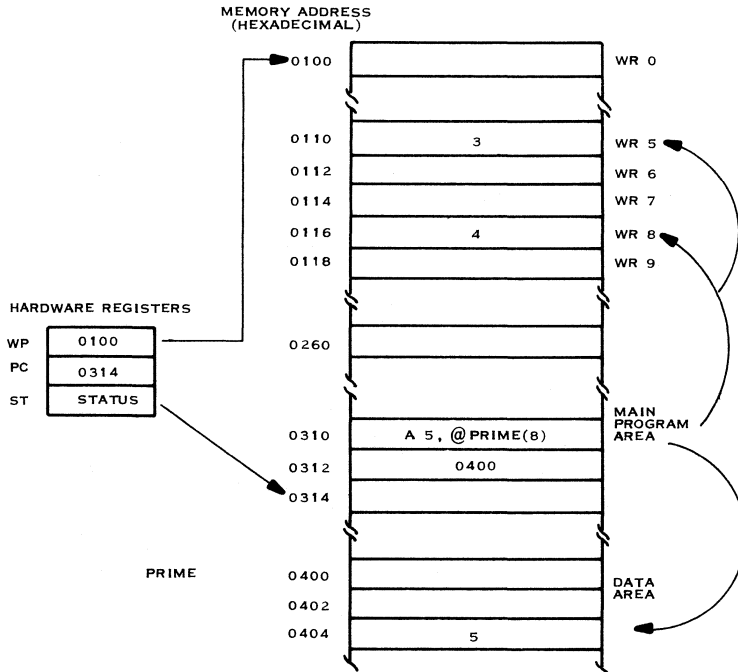 MEMORY ADDRESS
(HEXADECIMAL)
0100 WR 0
0110 3 WR 5
0112 WR 6
0114 WR 7
0116 4 WR 8
0118 WR 9
HARDWARE REGISTERS
WP 0100
PC 0314
ST STATUS
0260
MAIN
PROGRAM
AREA
0310 A 5, @PRIME(8)
0312 0400
0314
PRIME 0400 DATA
AREA
0402
0404 5